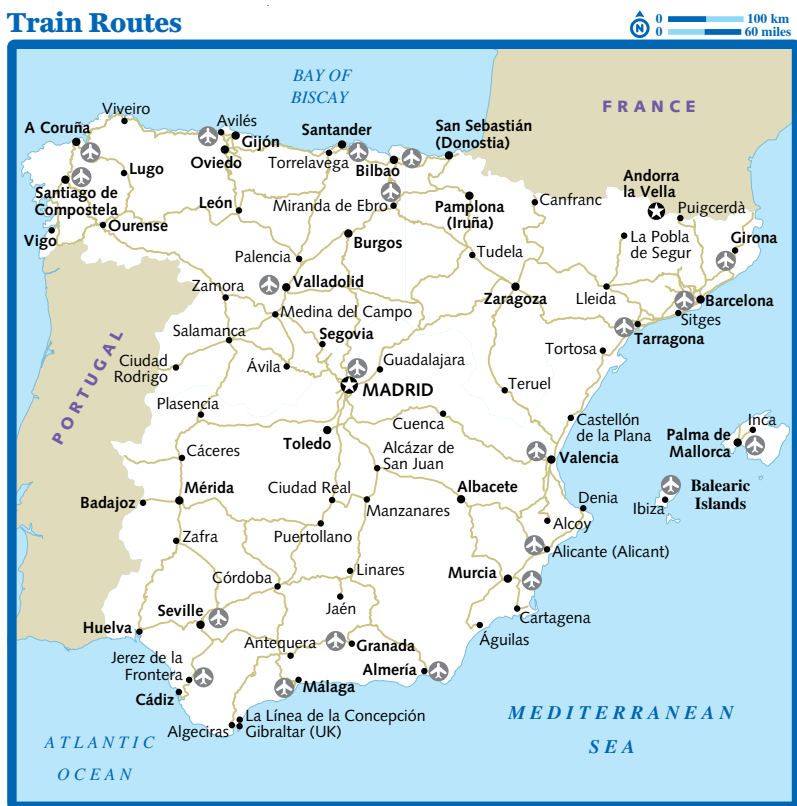 Train Routes
N
0 100 km
0 60 miles
BAY OF
BISCAY
FRANCE
Viveiro
Avilés
A Coruña
Gijón
Santander
San Sebastián
(Donostia)
Oviedo
Torrelavega
Bilbao
Lugo
Andorra
la Vella
Santiago de
Compostela
León
Miranda de Ebro
Pamplona
(Iruña)
Canfranc
Puigcerdà
Vigo
Ourense
Burgos
La Pobla
de Segur
Girona
Palencia
Tudela
Zamora
Valladolid
Zaragoza
Lleida
Barcelona
Medina del Campo
Sitges
Salamanca
Segovia
Tarragona
PORTUGAL
Ciudad
Rodrigo
Ávila
Guadalajara
Tortosa
MADRID
Teruel
Plasencia
Cuenca
Castellón
de la Plana
Inca
Toledo
Palma de
Mallorca
Cáceres
Alcázar de
San Juan
Valencia
Badajoz
Mérida
Ciudad Real
Albacete
Denia
Balearic
Islands
Ibiza
Manzanares
Zafra
Puertollano
Alcoy
Alicante (Alicant)
Córdoba
Linares
Murcia
Seville
Jaén
Cartagena
Huelva
Águilas
Antequera
Granada
Jerez de la
Frontera
Almería
Cádiz
Málaga
La Línea de la Concepción
Algeciras
Gibraltar (UK)
MEDITERRANEAN
SEA
ATLANTIC
OCEAN